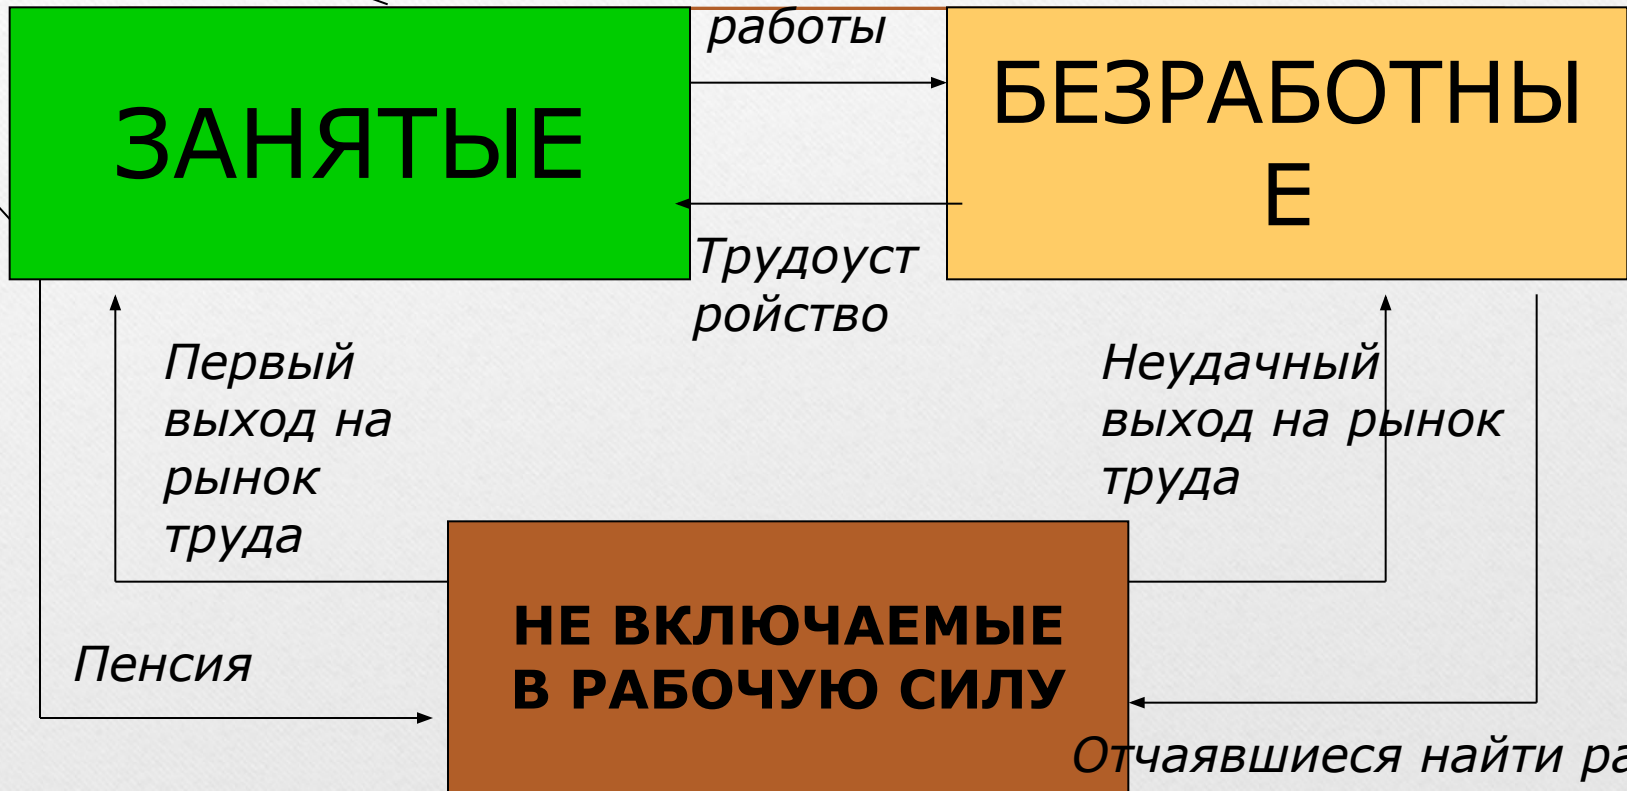 работы
ЗАНЯТЫЕ
БЕЗРАБОТНЫ
Е
Трудоуст
ройство
Первый
выход на
рынок
труда
Неудачный
выход на рынок
труда
НЕ ВКЛЮЧАЕМЫЕ
В РАБОЧУЮ СИЛУ
Пенсия
Отчаявшиеся найти ра